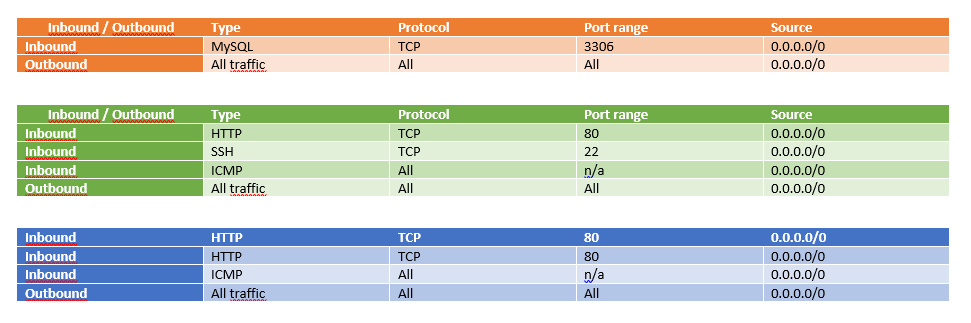 Inbound / Outbound Type Protocol Port range Source
Inbound MySQL TCP 3306 0.0.0.0/0
Outbound All traffic All All 0.0.0.0/0
Inbound / Outbound Type Protocol Port range Source
Inbound HTTP TCP 80 0.0.0.0/0
Inbound SSH TCP 22 0.0.0.0/0
Inbound ICMP All n/a 0.0.0.0/0
Outbound All traffic All All 0.0.0.0/0
Inbound HTTP TCP 80 0.0.0.0/0
Inbound HTTP TCP 80 0.0.0.0/0
Inbound ICMP All n/a 0.0.0.0/0
Outbound All traffic All All 0.0.0.0/0